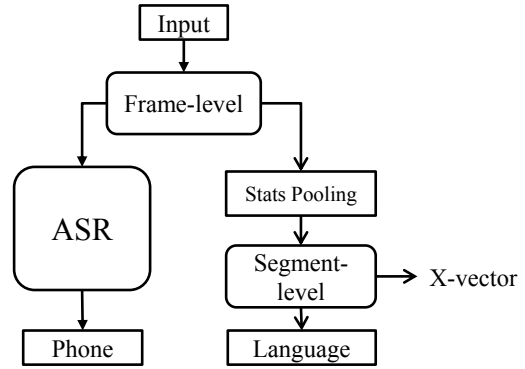 Input
Frame-level
ASR
Phone
Stats Pooling
Segment-
level
X-vector
Language